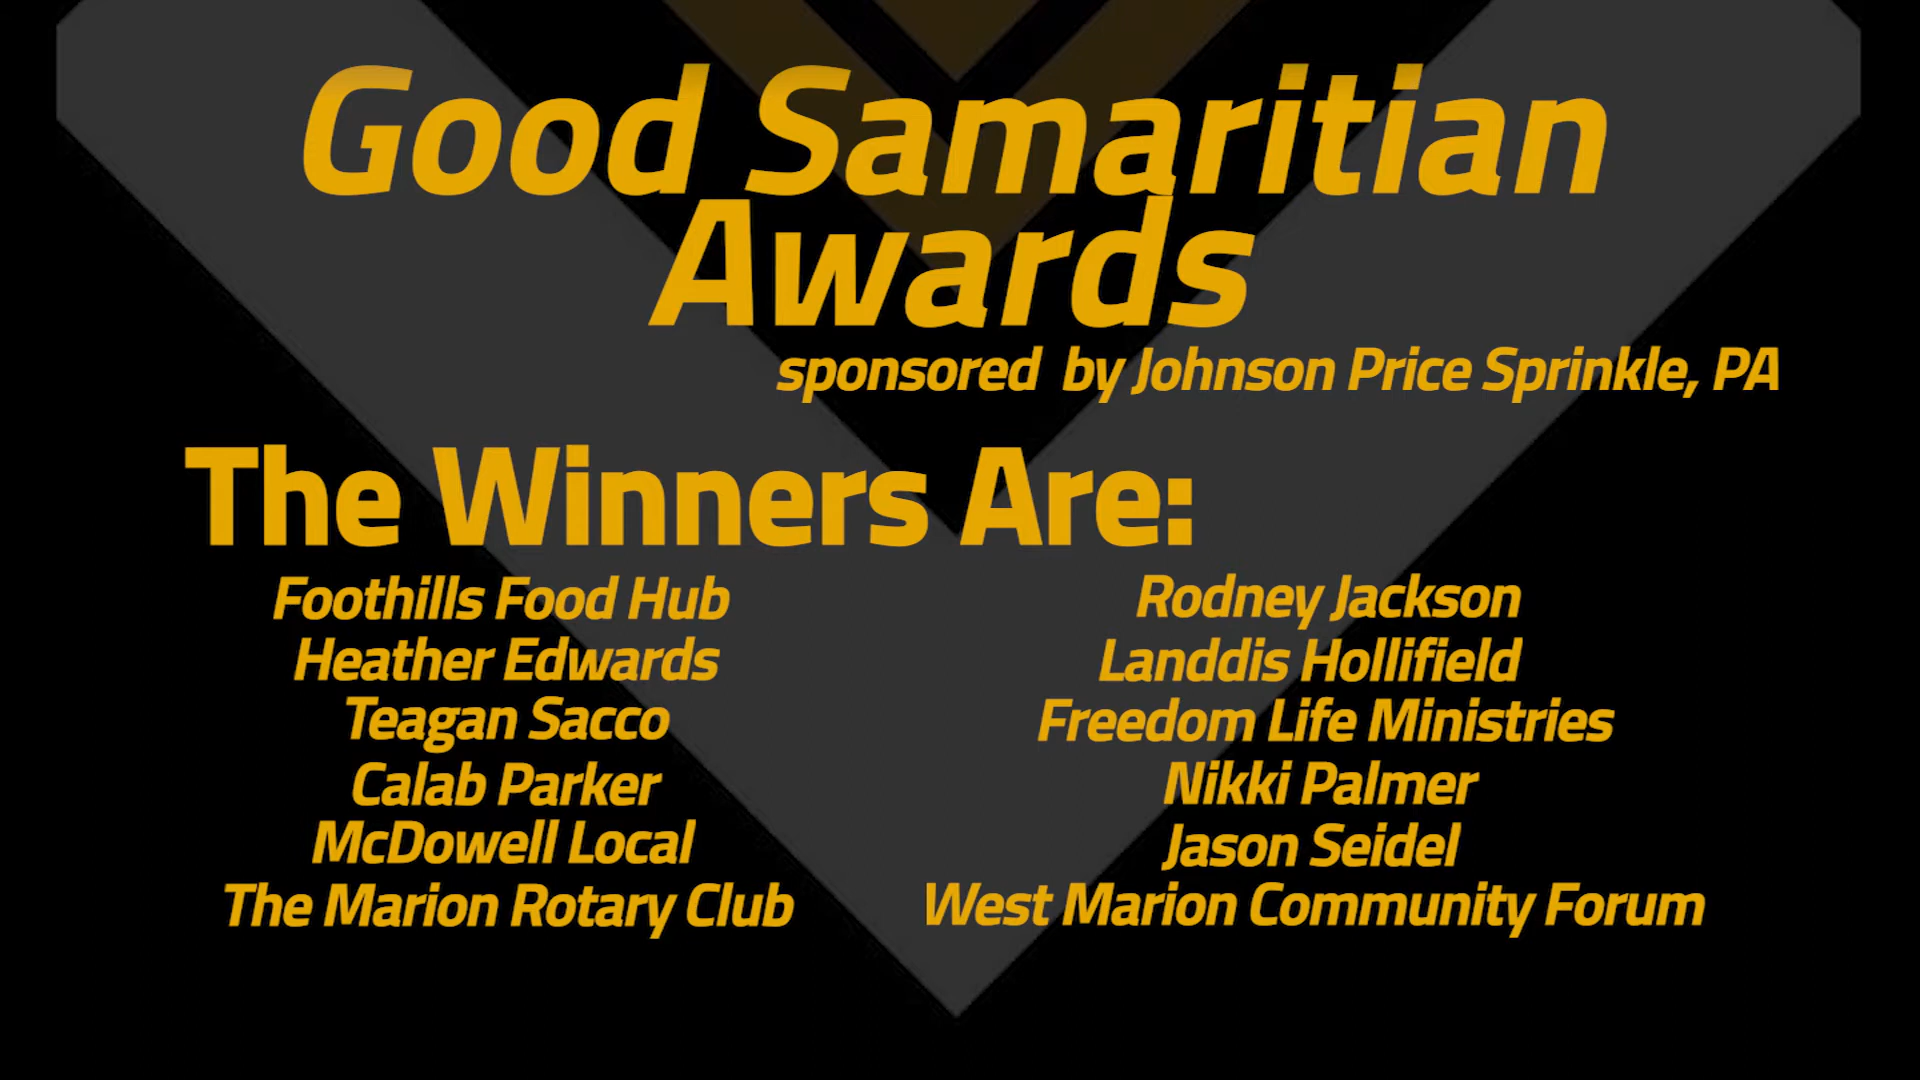 Good Samaritian
Awards
sponsored by Johnson Price Sprinkle, PA
The Winners Are:
Foothills Food Hub
Heather Edwards
Teagan Sacco
Calab Parker
McDowell Local
The Marion Rotary Club
Rodney Jackson
Landdis Hollifield
Freedom Life Ministries
Nikki Palmer
Jason Seidel
West Marion Community Forum